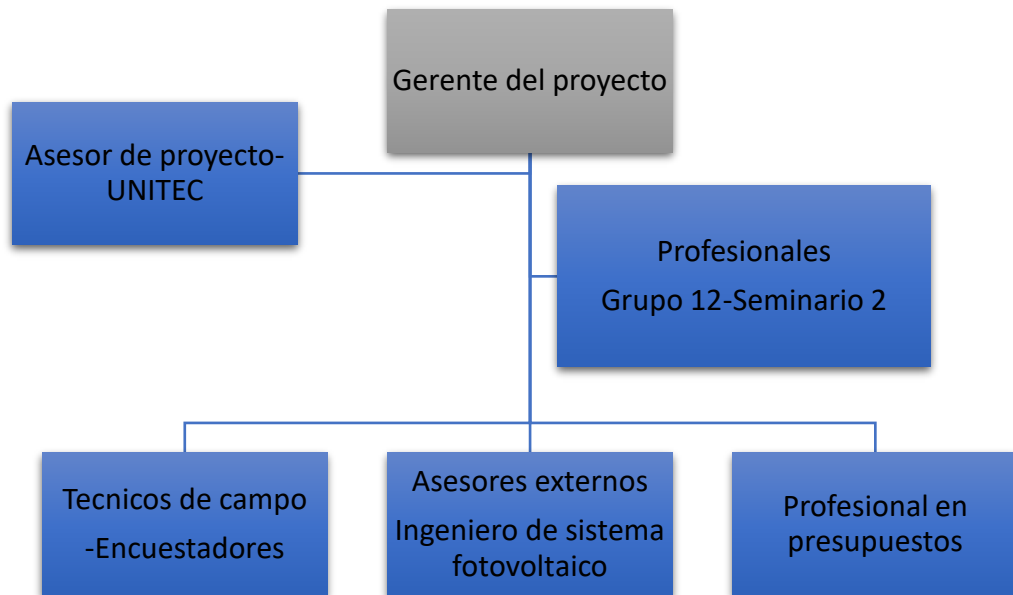 Gerente del proyecto
Asesor de proyecto-
UNITEC
Profesionales
Grupo 12-Seminario 2
Tecnicos de campo
-Encuestadores
Asesores externos
Ingeniero de sistema
fotovoltaico
Profesional en
presupuestos